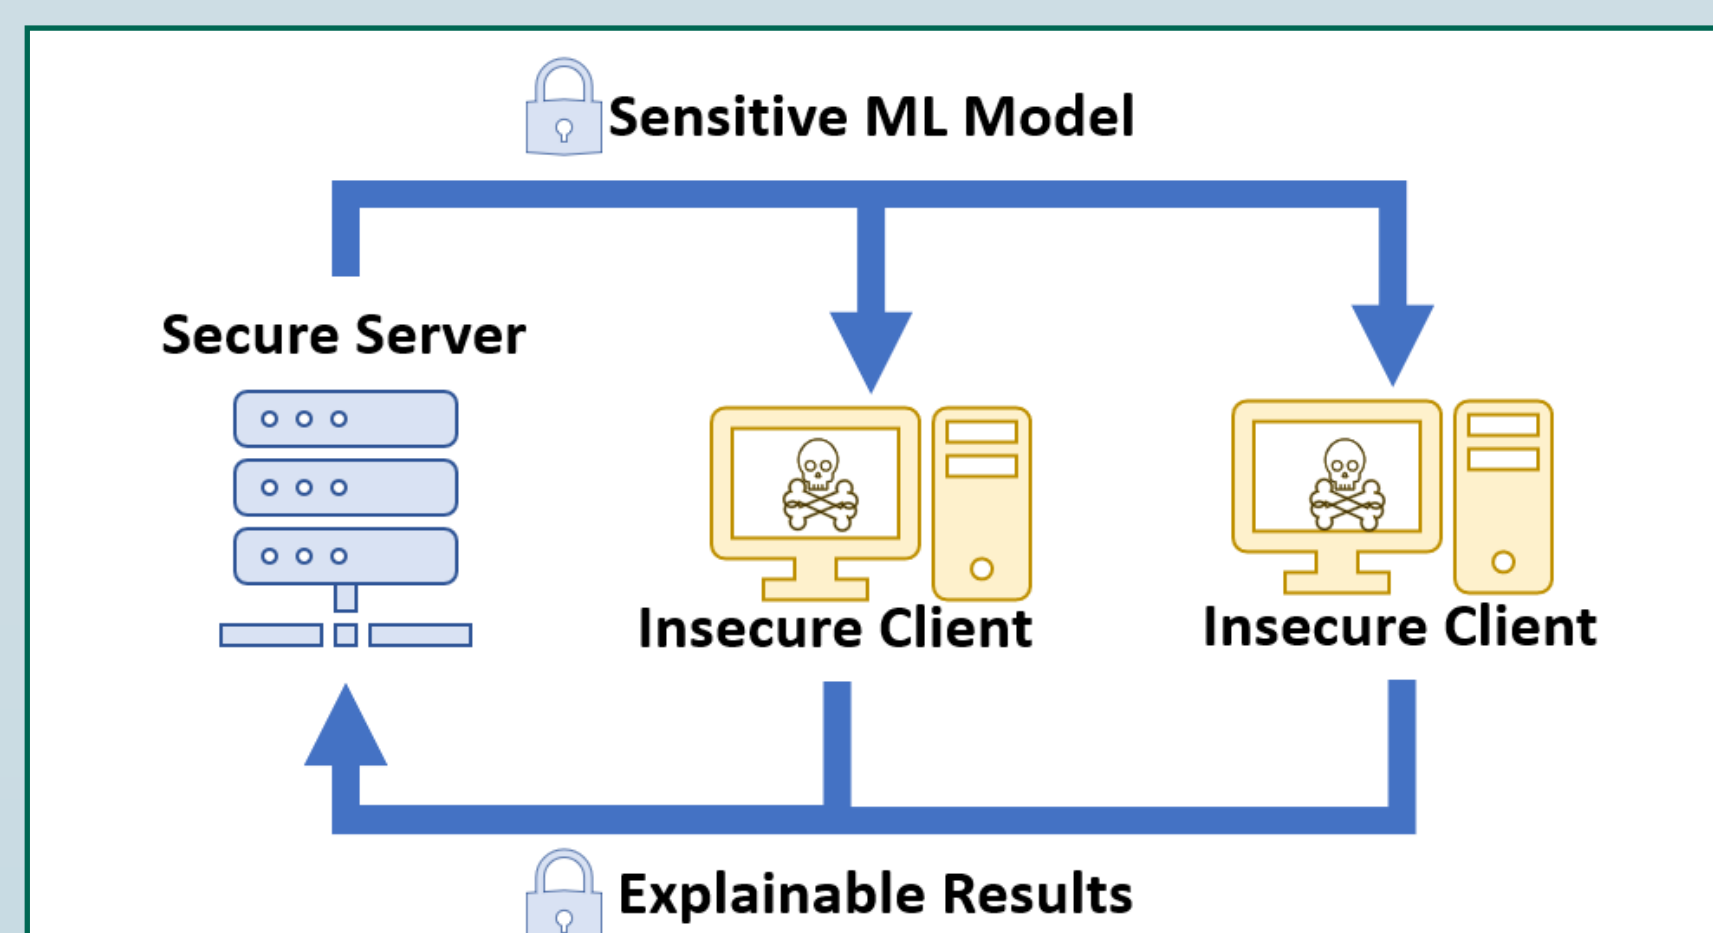 Sensitive ML Model
Secure Server
Insecure Client
Insecure Client
Explainable Results